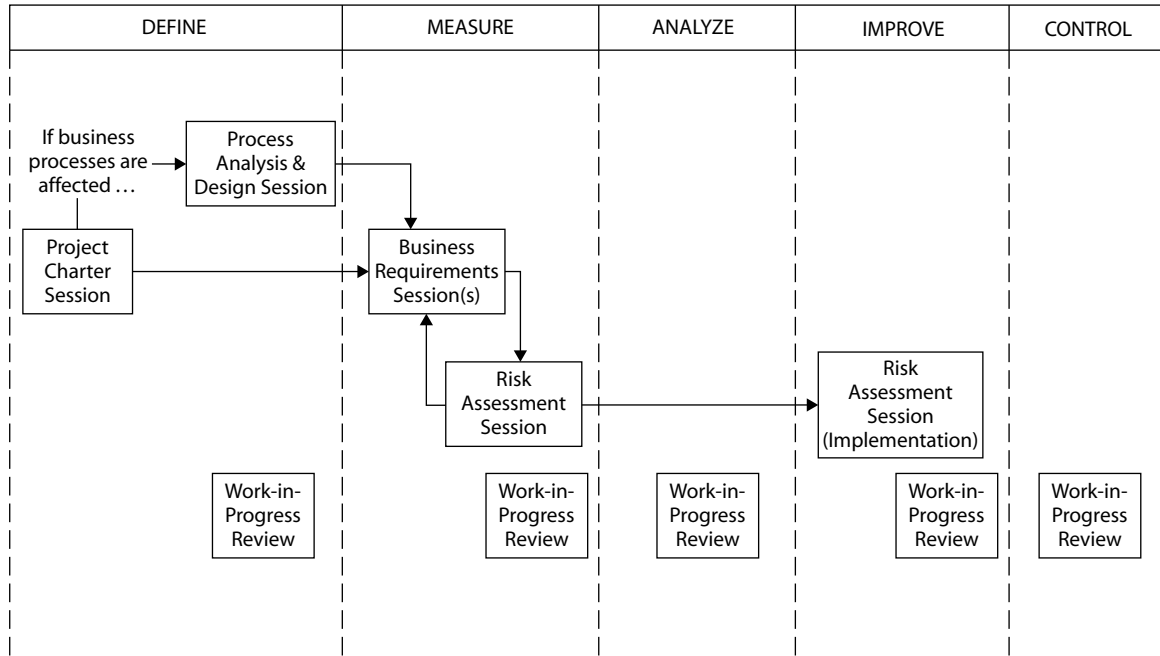 DEFINE
MEASURE
ANALYZE
IMPROVE
CONTROL
If business
processes are
affected …
Process
Analysis &
Design Session
Project
Charter
Session
Business
Requirements
Session(s)
Risk
Assessment
Session
Risk
Assessment
Session
(Implementation)
Work-in-
Progress
Review
Work-in-
Progress
Review
Work-in-
Progress
Review
Work-in-
Progress
Review
Work-in-
Progress
Review